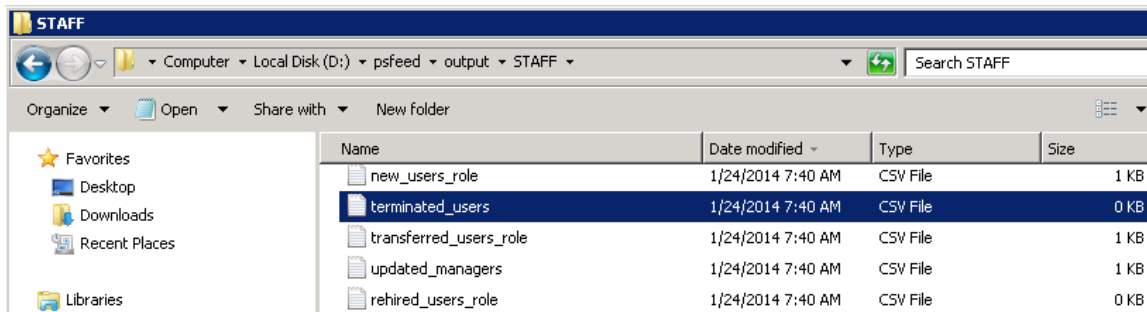 STAFF
Computer Local Disk (D:) psfeed output STAFF Search STAFF
Organize Open Share with New folder
Favorites
Desktop
Downloads
Recent Places
Libraries
Name Date modified Type Size
new_users_role 1/24/2014 7:40 AM CSV File 1 KB
terminated_users 1/24/2014 7:40 AM CSV File 0 KB
transferred_users_role 1/24/2014 7:40 AM CSV File 1 KB
updated_managers 1/24/2014 7:40 AM CSV File 1 KB
rehired_users_role 1/24/2014 7:40 AM CSV File 0 KB